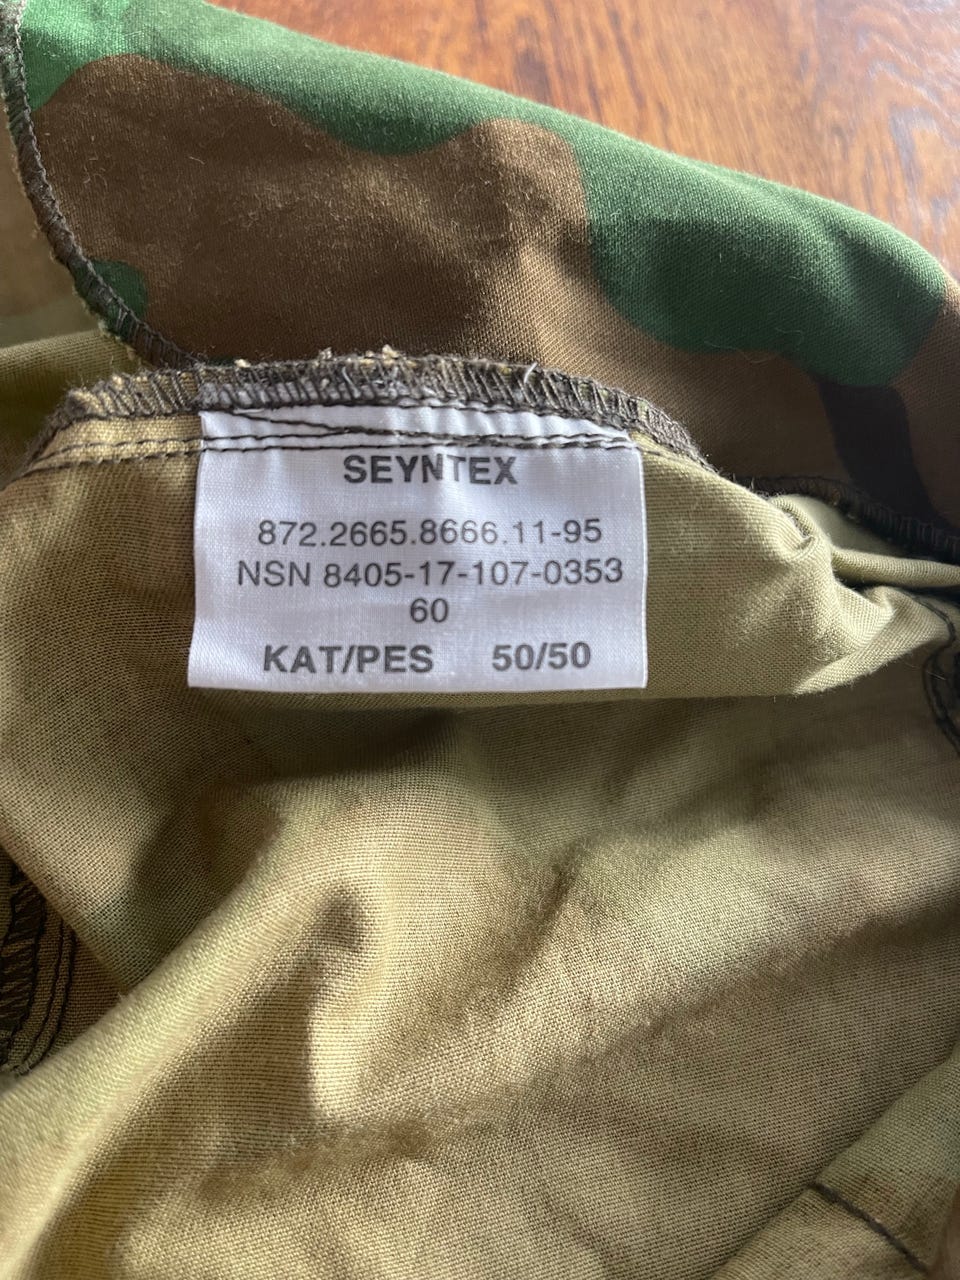 SEYNTEX
872.2665.8666.11-95
NSN 8405-17-107-0353
60
KAT/PES 50/50